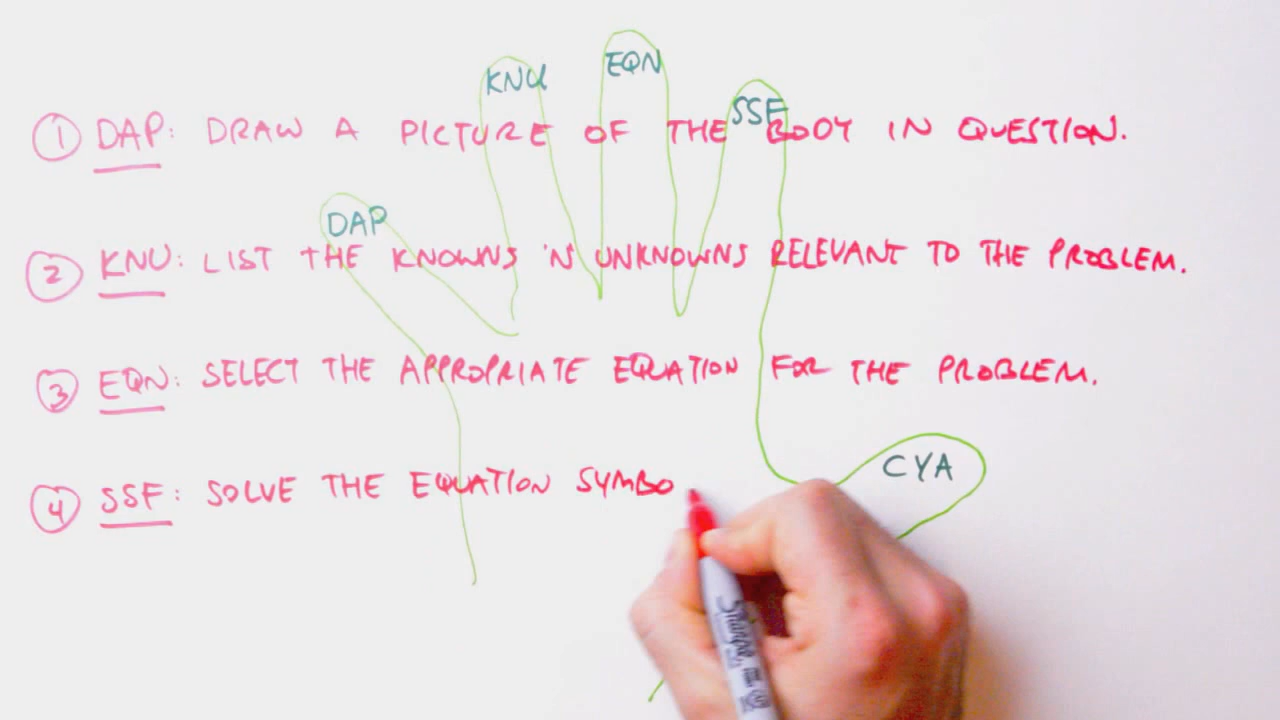 KNU
EQN
SSF
① DAP: DRAW A PICTURE OF THE BODY IN QUESTION.
DAP
② KNU: LIST THE KNOWNS 'N UNKNOWNS RELEVANT TO THE PROBLEM.
③ EQN: SELECT THE APPROPRIATE EQUATION FOR THE PROBLEM.
CYA
④ SSF: SOLVE THE EQUATION SYMBO
Sharpie